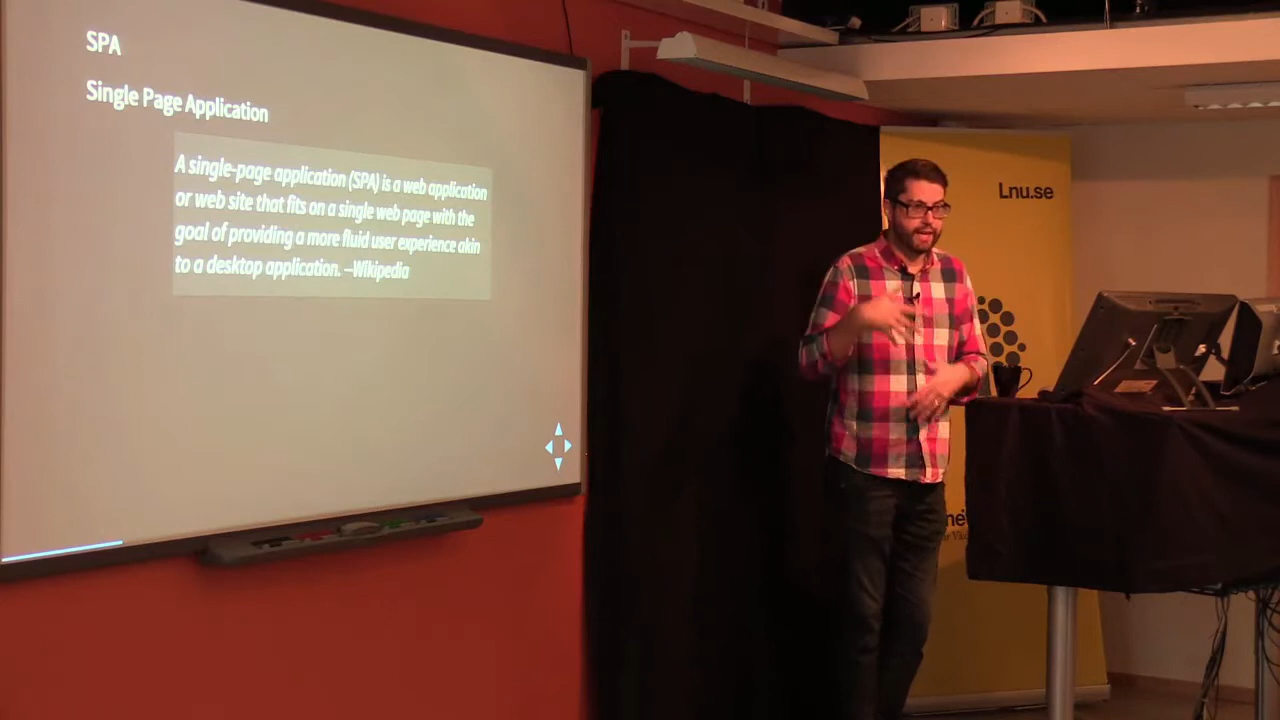 SPA
Single Page Application
A single-page application (SPA) is a web application
or web site that fits on a single web page with the
goal of providing a more fluid user experience akin
to a desktop application. —Wikipedia
Lnu.se